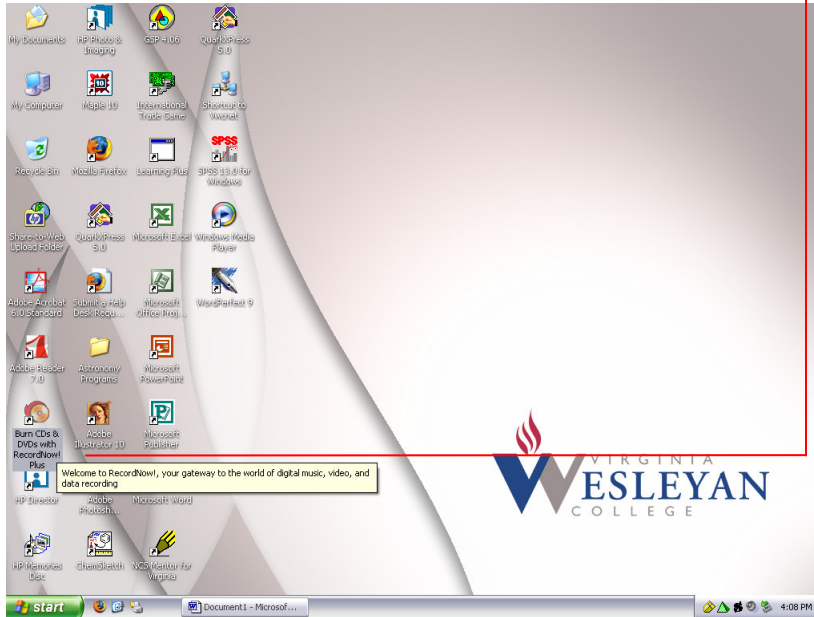 My Documents
HP Photo &
Imaging
GSP 4.06
QuarkXPress
5.0
My Computer
Maple 10
International
Trade Game
Shortcut to
Recycle Bin
Mozilla Firefox
Learning Plus
SPSS
SPSS 13.0 for
Windows
Share-to-Web
Upload Folder
QuarkXPress
5.0
Microsoft Excel
Windows Media
Player
Adobe Acrobat
6.0 Standard
Submit a Help
Desk Requ...
Microsoft
Office Proj...
WordPerfect 9
Adobe Reader
7.0
Astronomy
Programs
Microsoft
PowerPoint
Burn CDs &
DVDs with
RecordNow!
Plus
Adobe
Illustrator 10
Microsoft
Publisher
Welcome to RecordNow!, your gateway to the world of digital music, video, and
data recording
HP Director
Adobe
Photosh...
Microsoft Word
HP Memories
Disc
ChemSketch
NCS Mentor for
Virginia
VIRGINIA
WESLEYAN
COLLEGE
start
Document1 - Microsof...
4:08 PM